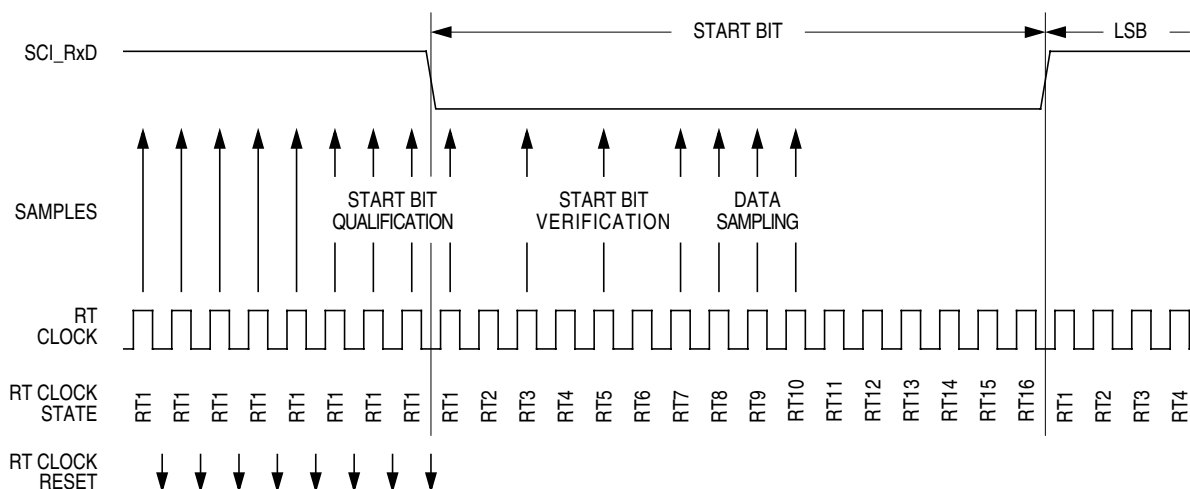 START BIT
LSB
SCI_RxD
SAMPLES
START BIT
QUALIFICATION
START BIT
VERIFICATION
DATA
SAMPLING
RT
CLOCK
RT CLOCK
STATE
RT1
RT1
RT1
RT1
RT1
RT1
RT1
RT1
RT1
RT2
RT3
RT4
RT5
RT6
RT7
RT8
RT9
RT10
RT11
RT12
RT13
RT14
RT15
RT16
RT1
RT2
RT3
RT4
RT CLOCK
RESET